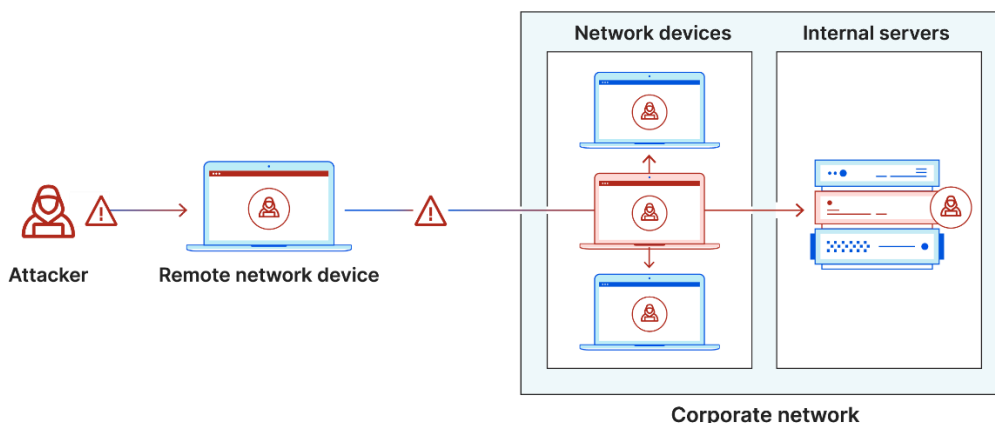 Network devices
Internal servers
Attacker
Remote network device
Corporate network